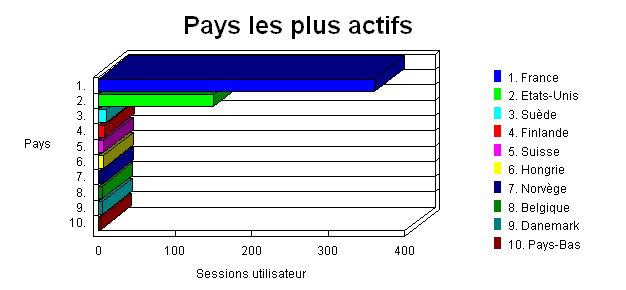 Pays les plus actifs
1.
2.
3.
4.
5.
6.
7.
8.
9.
10.
Pays
0 100 200 300 400
Sessions utilisateur
1. France
2. Etats-Unis
3. Suède
4. Finlande
5. Suisse
6. Hongrie
7. Norvège
8. Belgique
9. Danemark
10. Pays-Bas